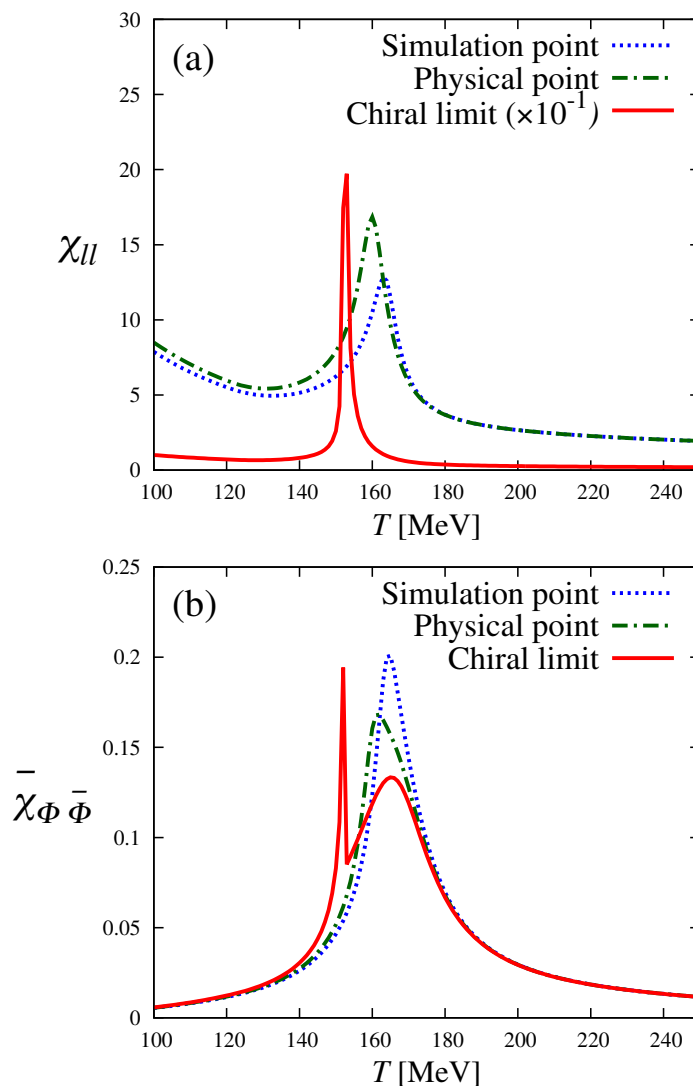 (a)
Simulation point
Physical point
Chiral limit (×10⁻¹)
30
25
20
15
10
5
0
χ_ll
100 120 140 160 180 200 220 240
T [MeV]
(b)
Simulation point
Physical point
Chiral limit
0.25
0.2
0.15
0.1
0.05
0
χ̄_Φ Φ̄
100 120 140 160 180 200 220 240
T [MeV]